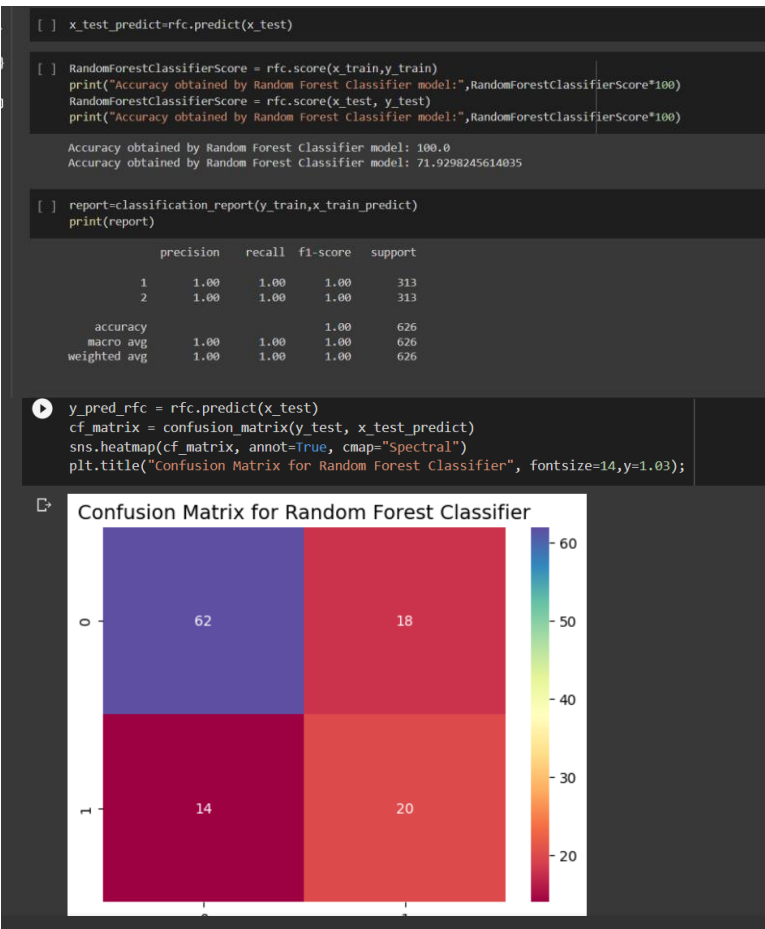 [ ] x_test_predict=rfc.predict(x_test)
[ ] RandomForestClassifierScore = rfc.score(x_train,y_train)
print("Accuracy obtained by Random Forest Classifier model:",RandomForestClassifierScore*100)
RandomForestClassifierScore = rfc.score(x_test, y_test)
print("Accuracy obtained by Random Forest Classifier model:",RandomForestClassifierScore*100)
Accuracy obtained by Random Forest Classifier model: 100.0
Accuracy obtained by Random Forest Classifier model: 71.9298245614035
[ ] report=classification_report(y_train,x_train_predict)
print(report)
precision recall f1-score support
1 1.00 1.00 1.00 313
2 1.00 1.00 1.00 313
accuracy 1.00 626
macro avg 1.00 1.00 1.00 626
weighted avg 1.00 1.00 1.00 626
y_pred_rfc = rfc.predict(x_test)
cf_matrix = confusion_matrix(y_test, x_test_predict)
sns.heatmap(cf_matrix, annot=True, cmap="Spectral")
plt.title("Confusion Matrix for Random Forest Classifier", fontsize=14,y=1.03);
Confusion Matrix for Random Forest Classifier
60
0 62 18 50
40
30
1 14 20
20